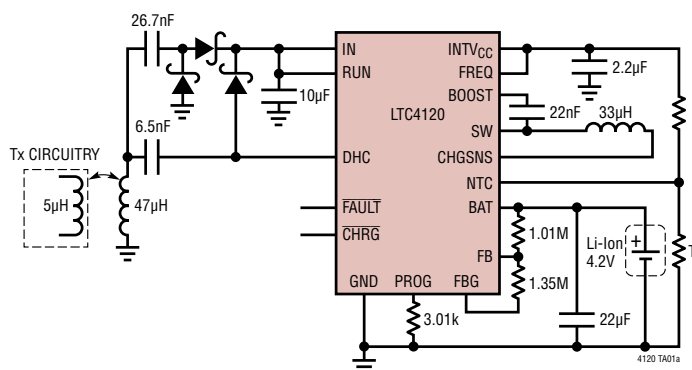 26.7nF
IN
INTVCC
RUN
FREQ
2.2µF
10µF
BOOST
LTC4120
22nF
33µH
SW
6.5nF
Tx CIRCUITRY
DHC
CHGSNS
NTC
5µH
47µH
FAULT
BAT
CHRG
1.01M
Li-Ion
4.2V
+
T
FB
GND
PROG
FBG
1.35M
3.01k
22µF
4120 TA01a